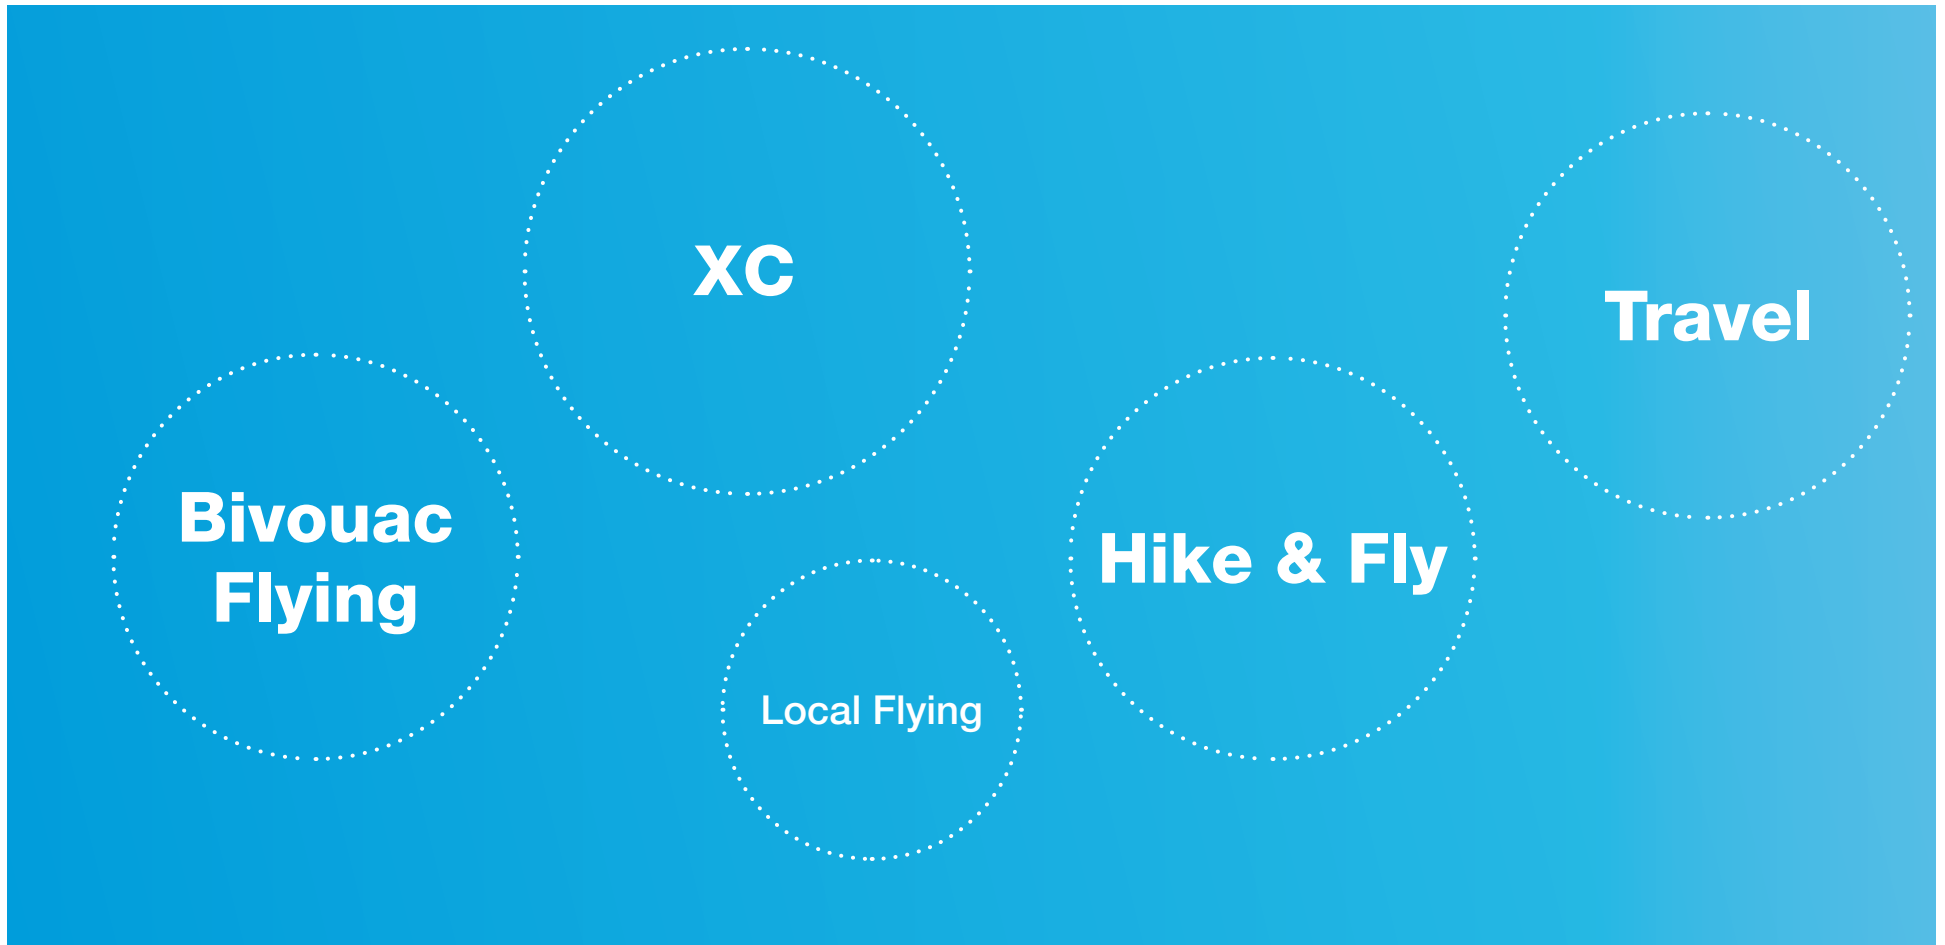 XC
Travel
Bivouac
Flying
Hike & Fly
Local Flying